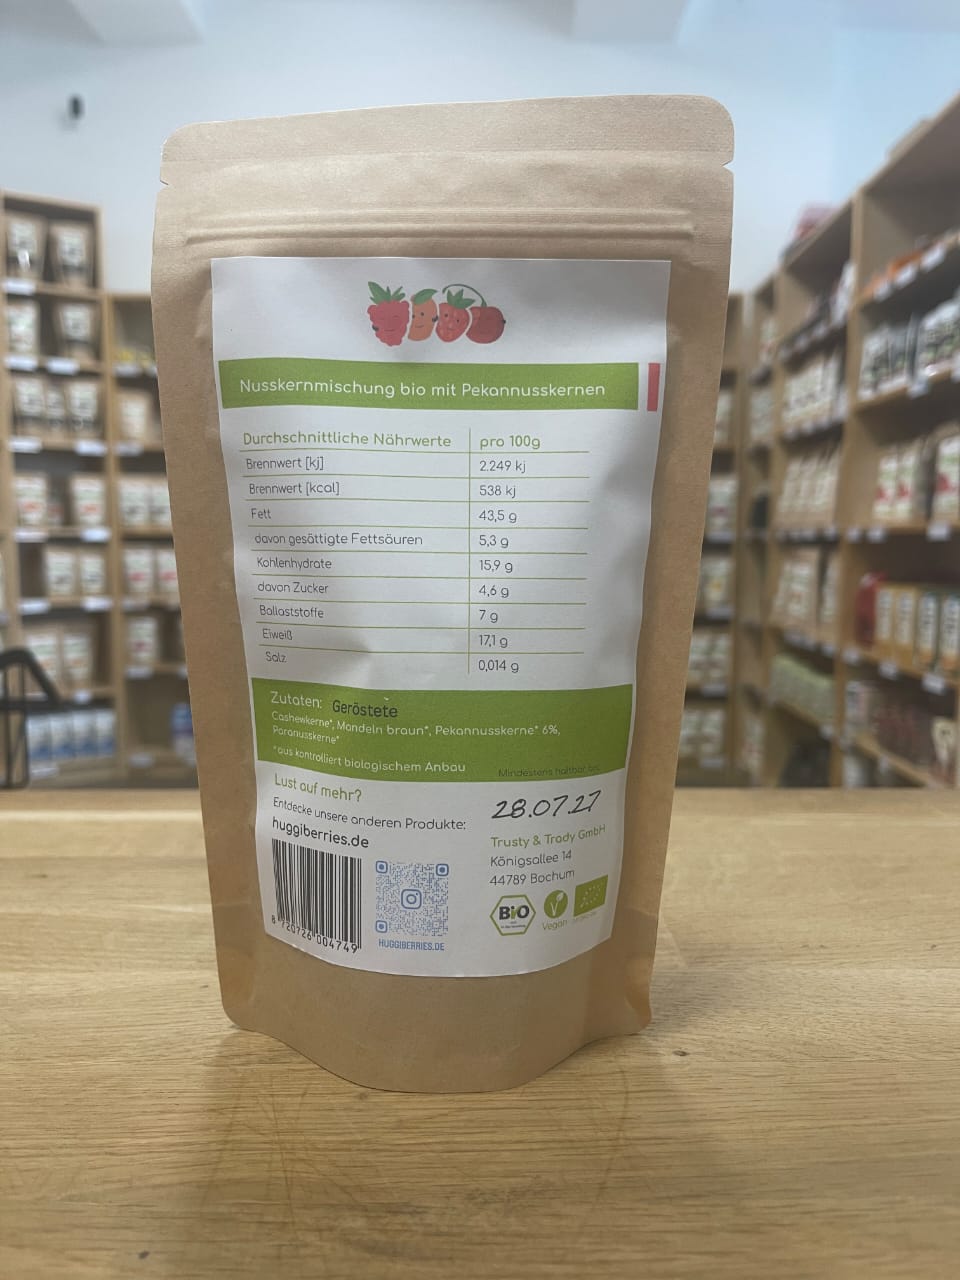 Nusskernmischung bio mit Pekannusskernen
Durchschnittliche Nährwerte pro 100g
Brennwert [kj] 2.249 kj
Brennwert [kcal] 538 kj
Fett 43,5 g
davon gesättigte Fettsäuren 5,3 g
Kohlenhydrate 15,9 g
davon Zucker 4,6 g
Ballaststoffe 7 g
Eiweiß 17,1 g
Salz 0,014 g
Zutaten: Geröstete
Cashewkerne*, Mandeln braun*, Pekannusskerne* 6%,
Paranusskerne*
*aus kontrolliert biologischem Anbau
Mindestens haltbar bis:
28.07.27
Lust auf mehr?
Entdecke unsere anderen Produkte:
huggiberries.de
Trusty & Trady GmbH
Königsallee 14
44789 Bochum
8 720726 004749
HUGGIBERRIES.DE
Bio
Vegan